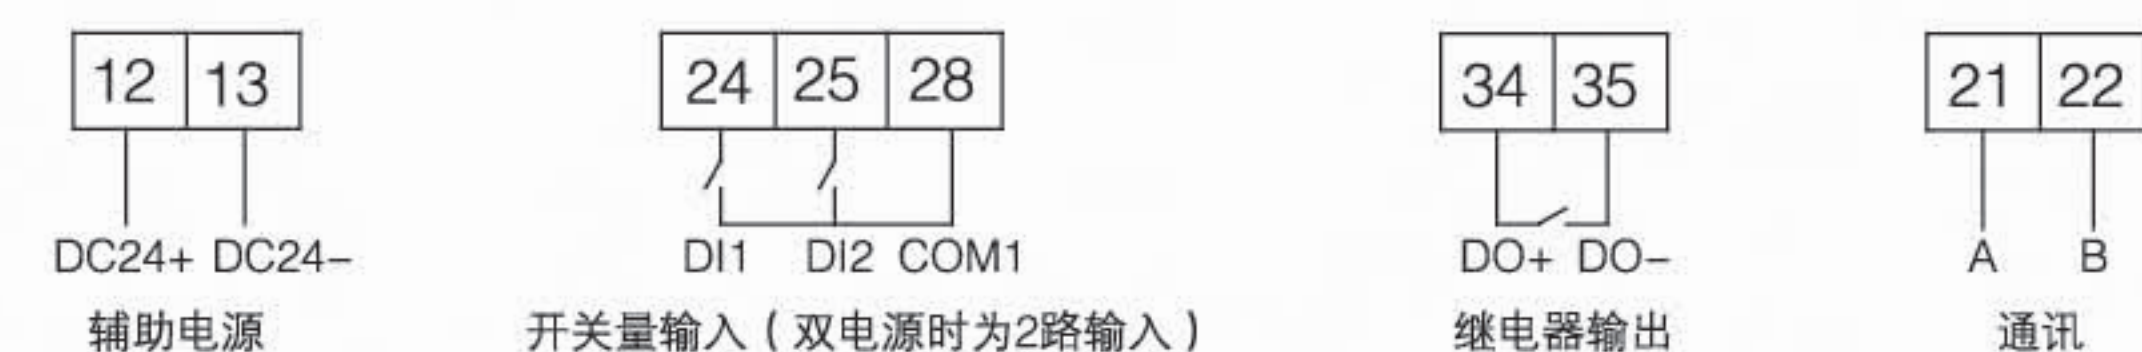 12 13 24 25 28 34 35 21 22
DC24+ DC24− DI1 DI2 COM1 DO+ DO− A B
辅助电源 开关量输入（双电源时为2路输入） 继电器输出 通讯